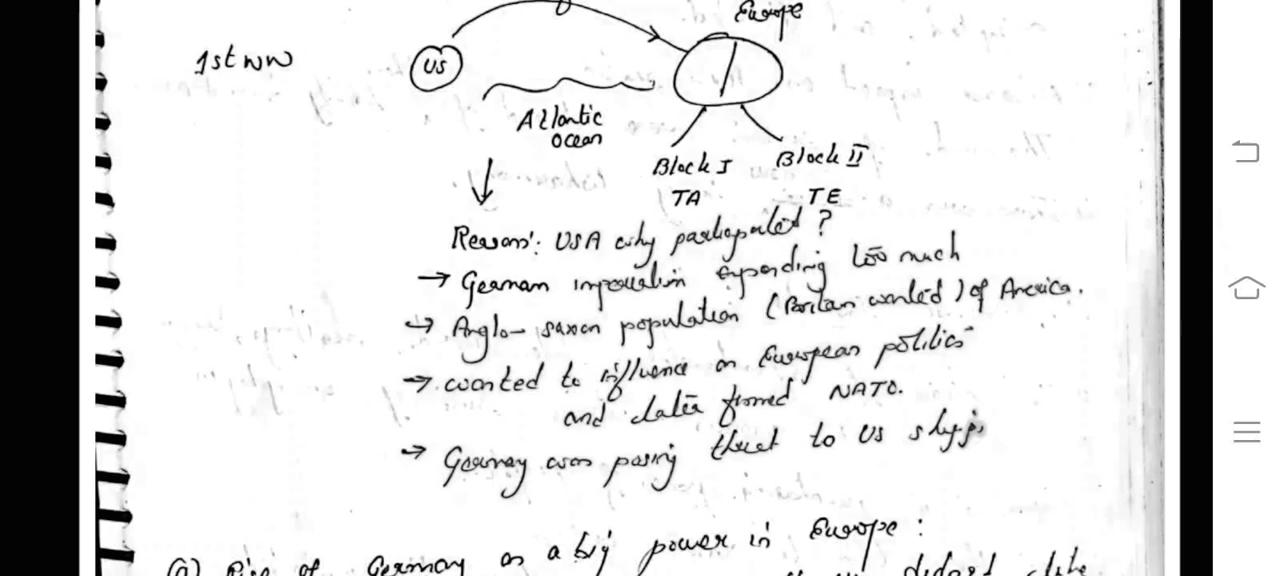 Europe
1st WW
US
Atlantic
ocean
Block I
Block II
TA
TE
Reason: USA why participated?
→ German imperialism expanding too much
→ Anglo-saxon population ( wanted) of America.
→ wanted to influence on European politics
and later formed NATO.
→ Germany was posing threat to US ships
(a) Rise of Germany as a big power in Europe: